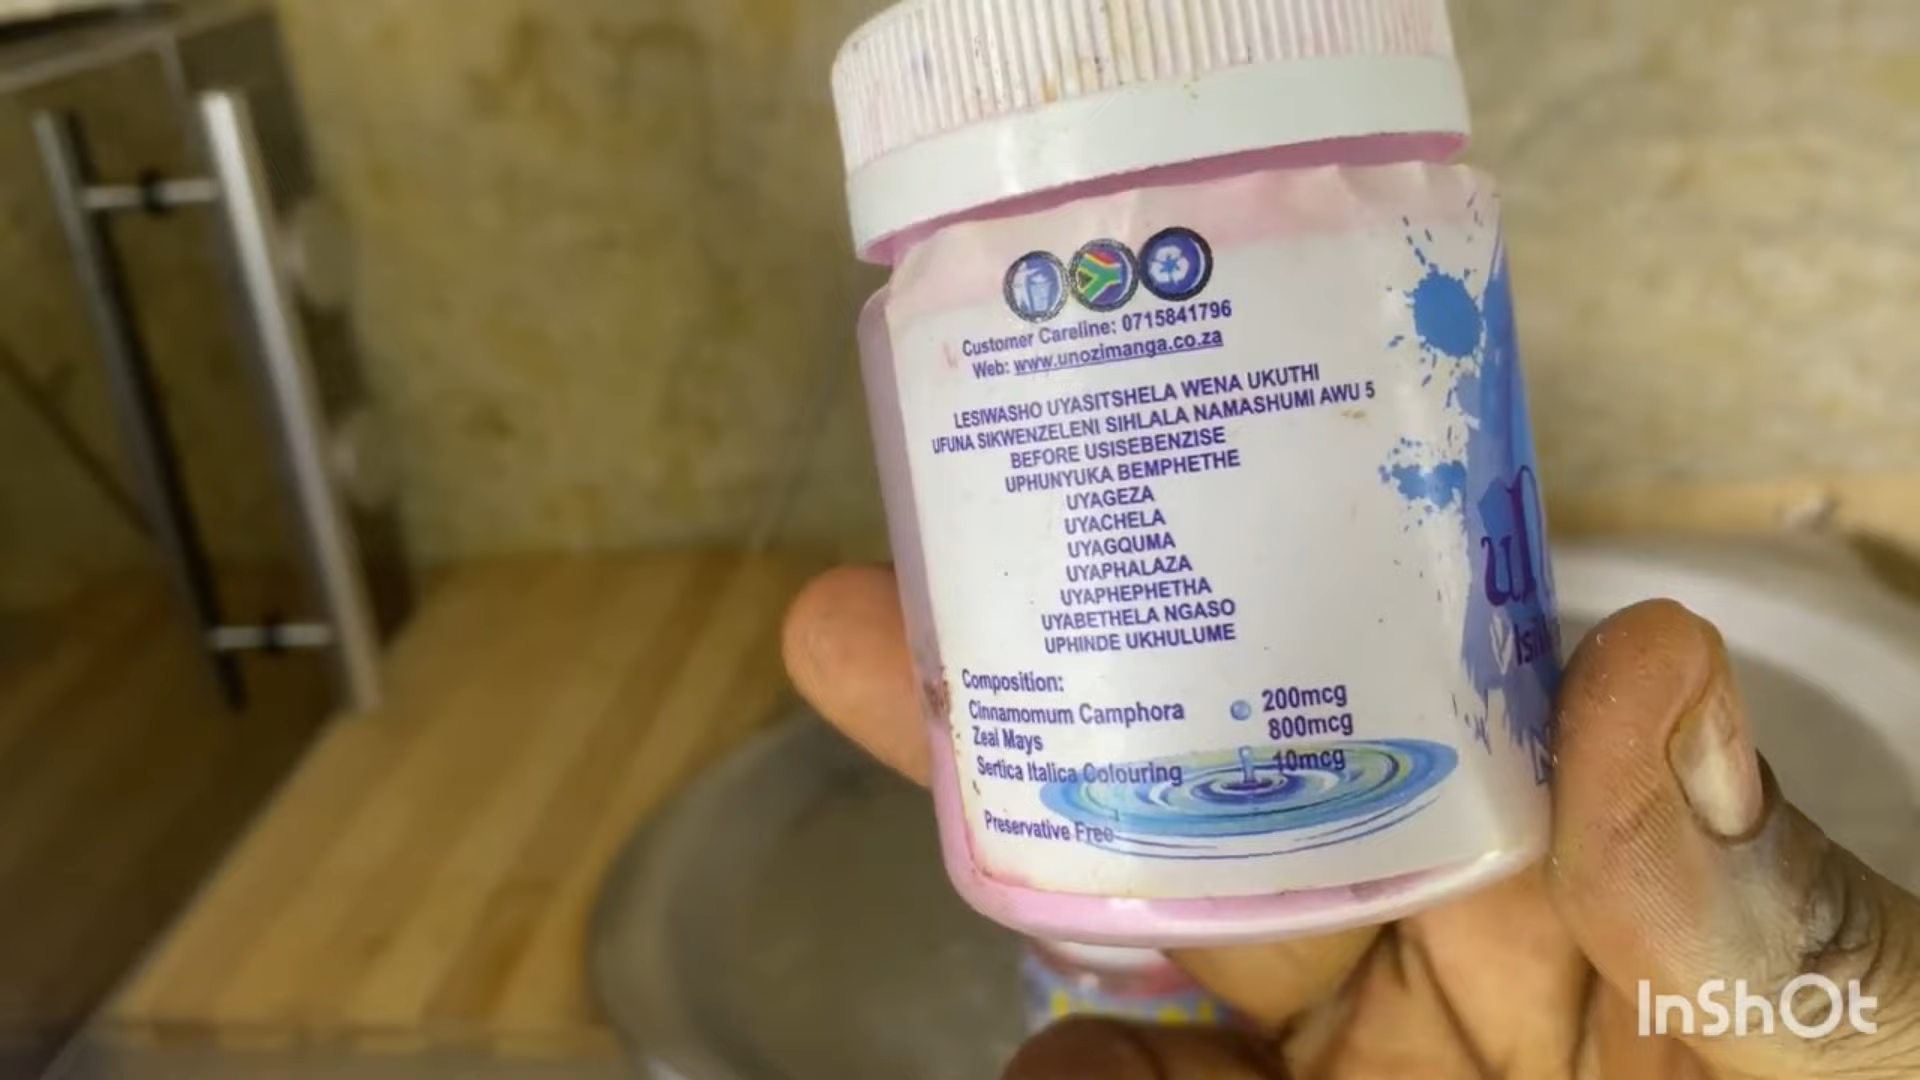 Customer Careline: 0715841796
Web: www.unozimanga.co.za
LESIWASHO UYASITSHELA WENA UKUTHI
UFUNA SIKWENZELENI SIHLALA NAMASHUMI AWU 5
BEFORE USISEBENZISE
UPHUNYUKA BEMPHETHE
UYAGEZA
UYACHELA
UYAGQUMA
UYAPHALAZA
UYAPHEPHETHA
UYABETHELA NGASO
UPHINDE UKHULUME
Composition:
Cinnamomum Camphora 200mcg
Zeal Mays 800mcg
Sertica Italica Colouring 10mcg
Preservative Free
InShOt